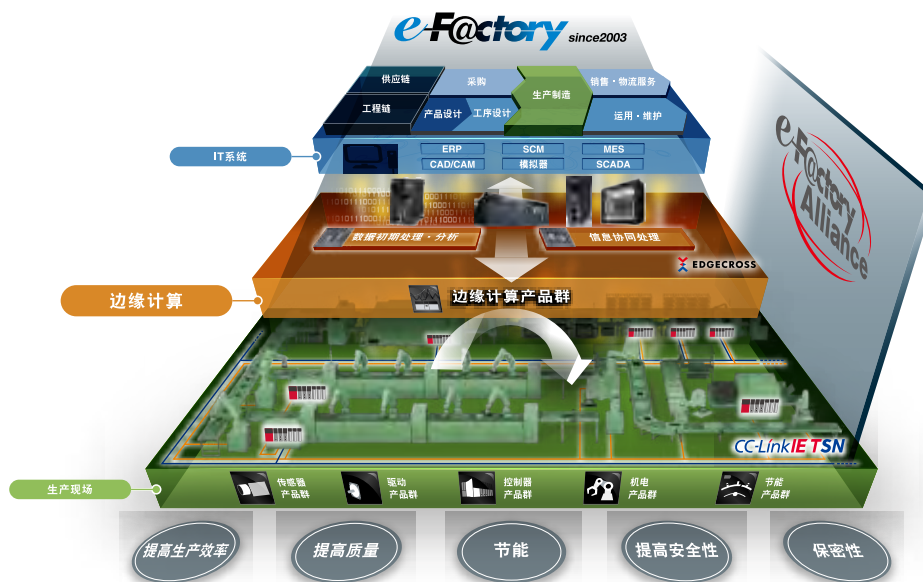 e-F@ctory since2003
供应链
采购
生产制造
销售・物流服务
工程链
产品设计
工序设计
运用・维护
IT系统
ERP
SCM
MES
CAD/CAM
模拟器
SCADA
e-F@ctory
Alliance
数据初期处理・分析
信息协同处理
EDGECROSS
边缘计算
边缘计算产品群
CC-Link IE TSN
生产现场
传感器
产品群
驱动
产品群
控制器
产品群
机电
产品群
节能
产品群
提高生产效率
提高质量
节能
提高安全性
保密性